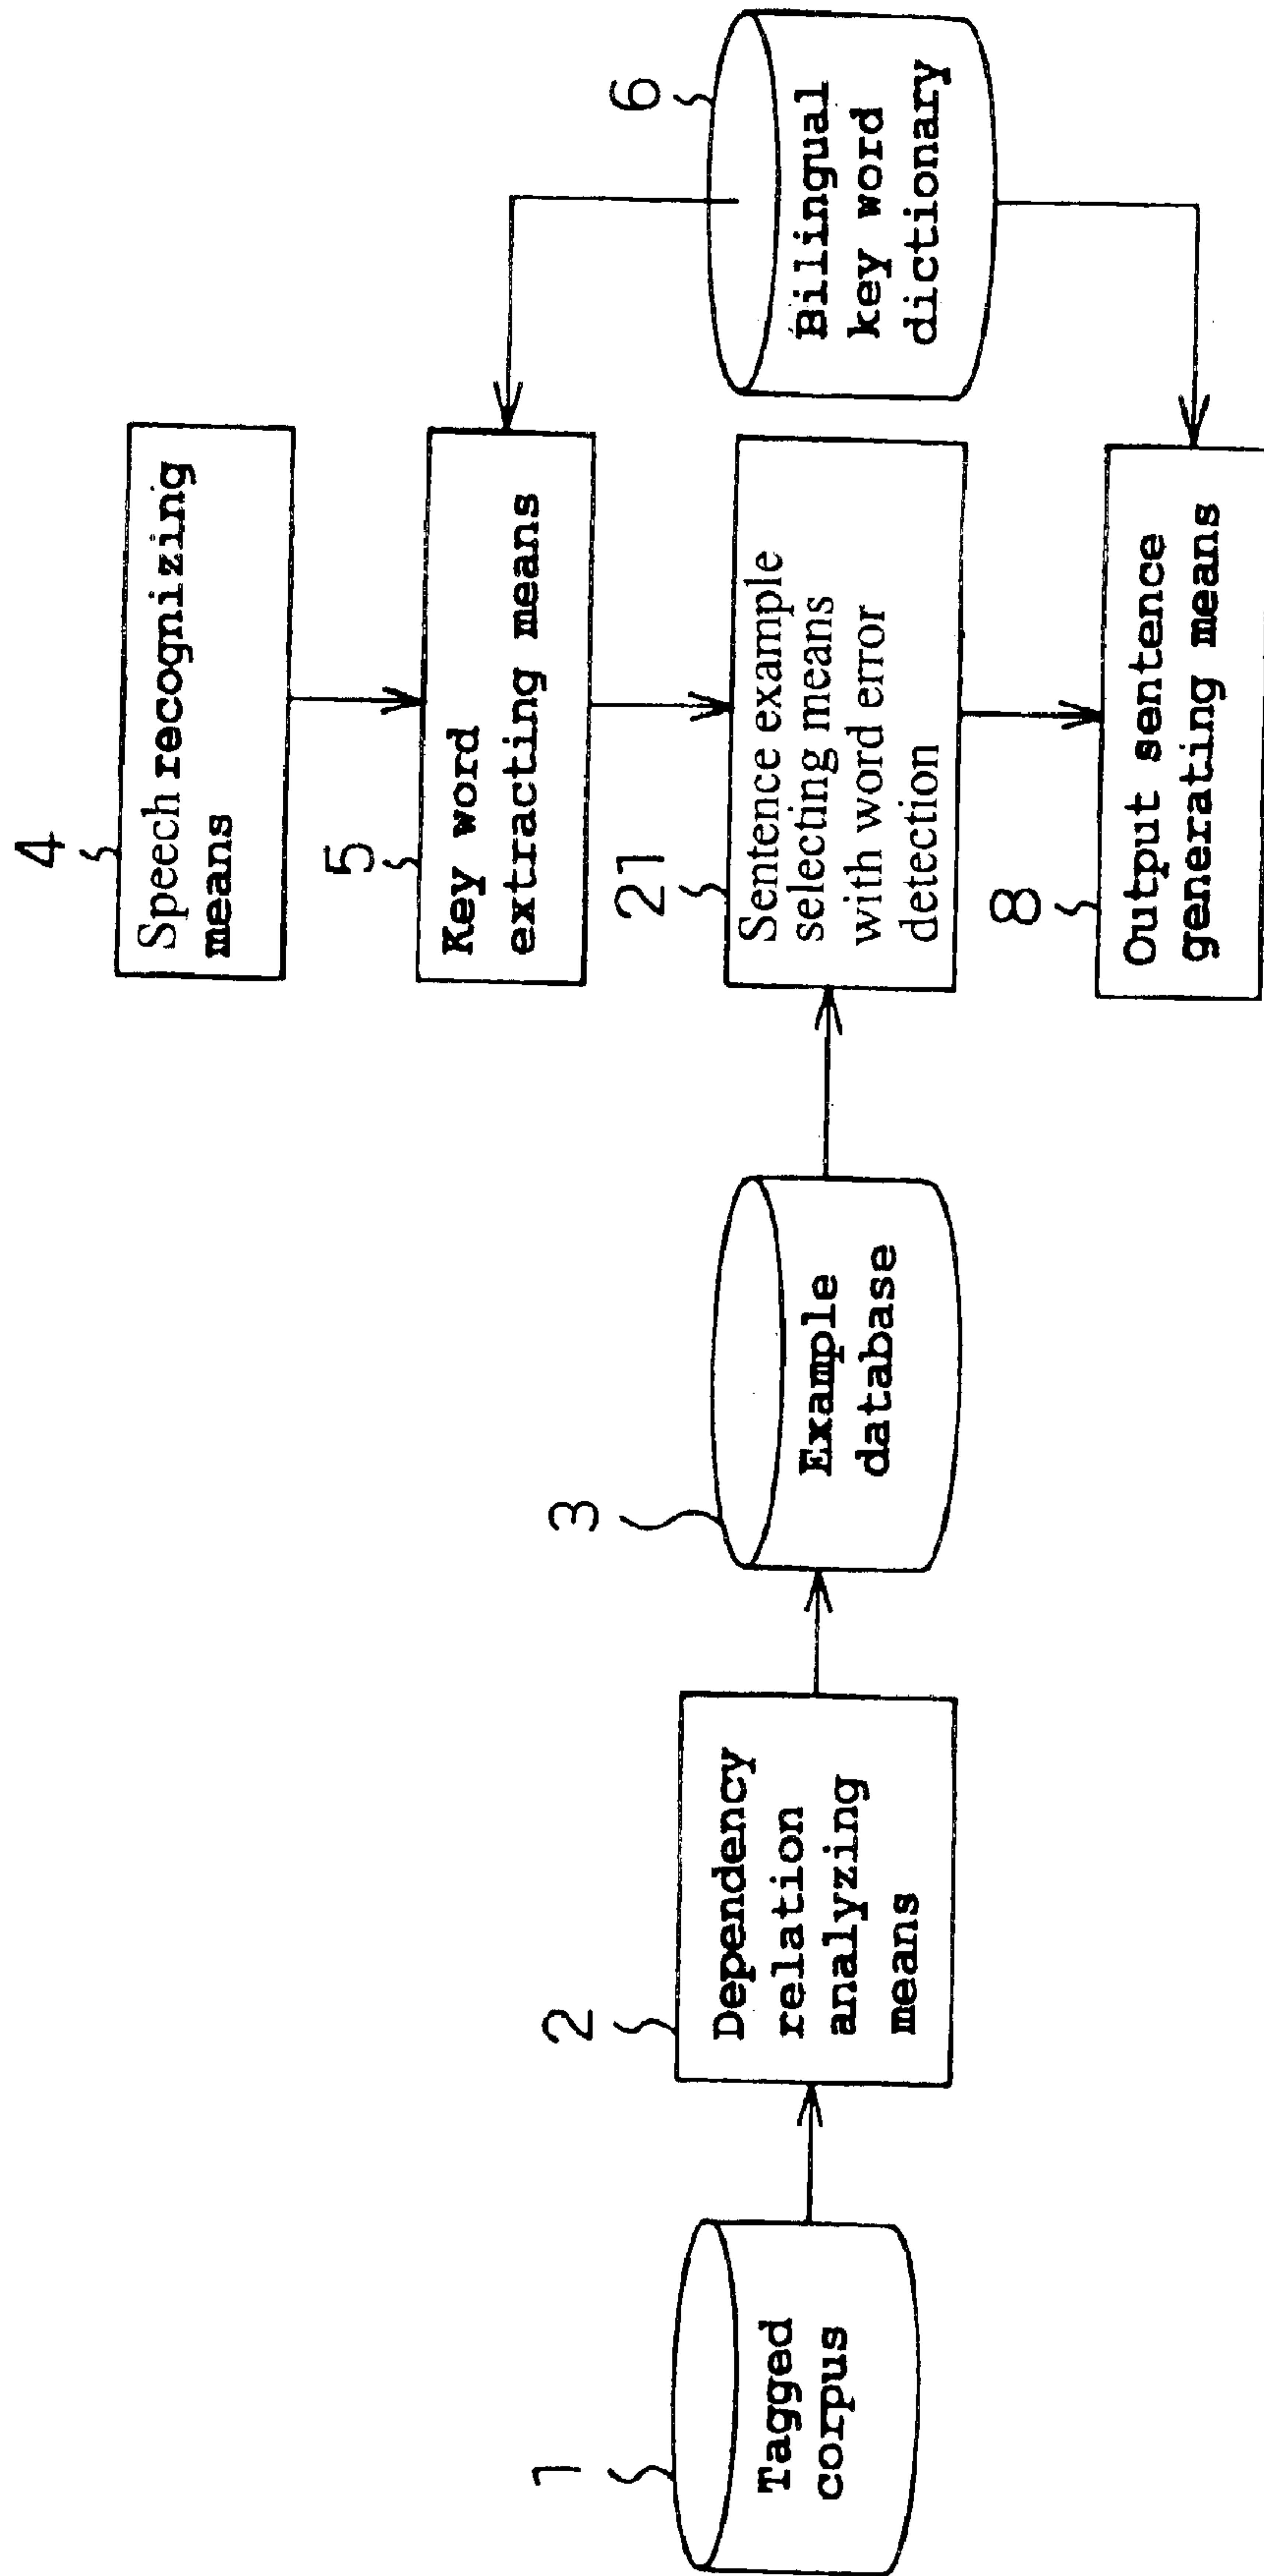 4
Speech recognizing
means
5
Key word
extracting means
6
Bilingual
key word
dictionary
1
Tagged
corpus
2
Dependency
relation
analyzing
means
3
Example
database
21
Sentence example
selecting means
with word error
detection
8
Output sentence
generating means